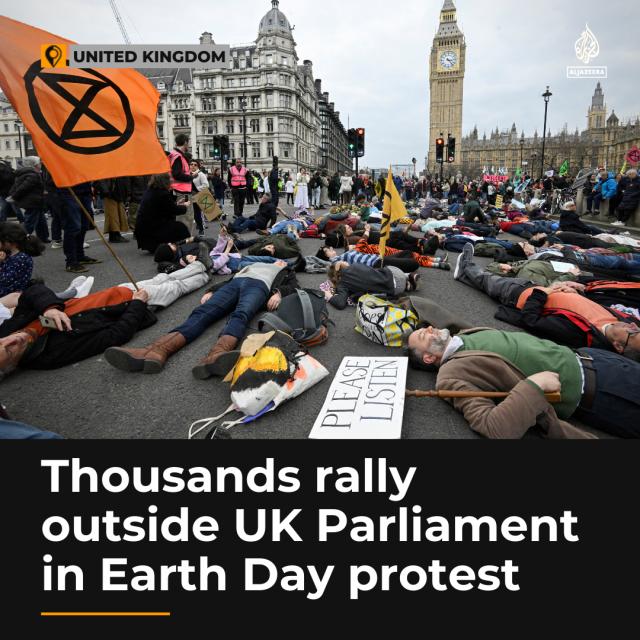 UNITED KINGDOM
ALJAZEERA
PLEASE
LISTEN
Thousands rally
outside UK Parliament
in Earth Day protest